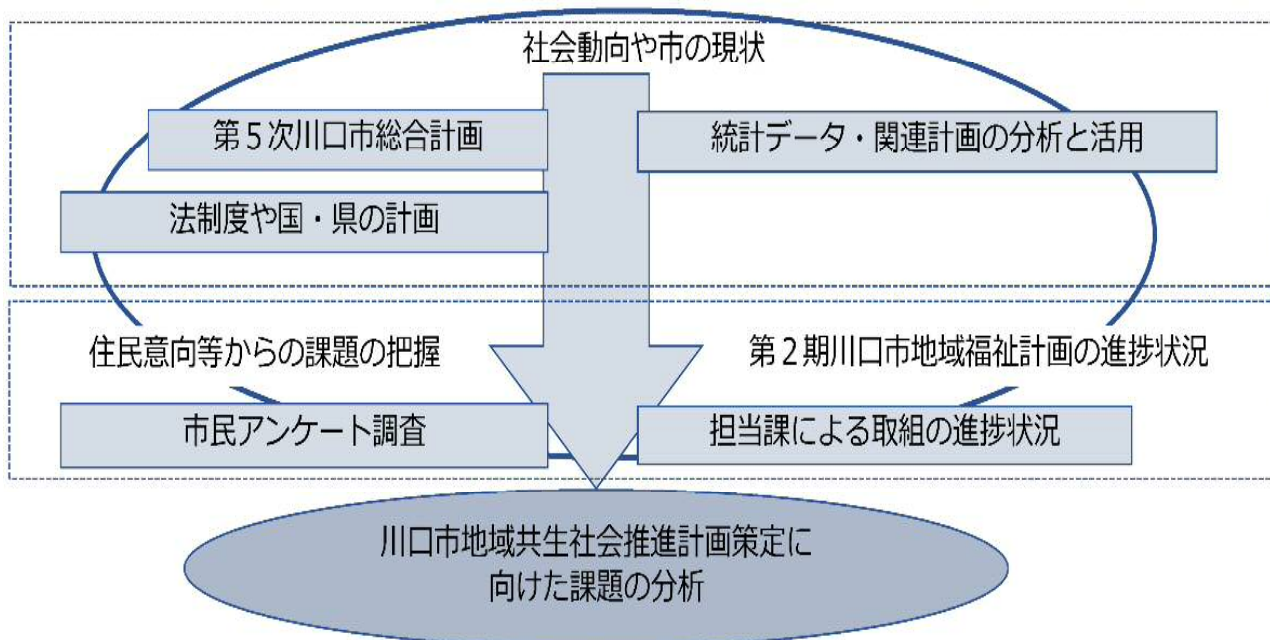 社会動向や市の現状
第５次川口市総合計画
統計データ・関連計画の分析と活用
法制度や国・県の計画
住民意向等からの課題の把握
第２期川口市地域福祉計画の進捗状況
市民アンケート調査
担当課による取組の進捗状況
川口市地域共生社会推進計画策定に
向けた課題の分析